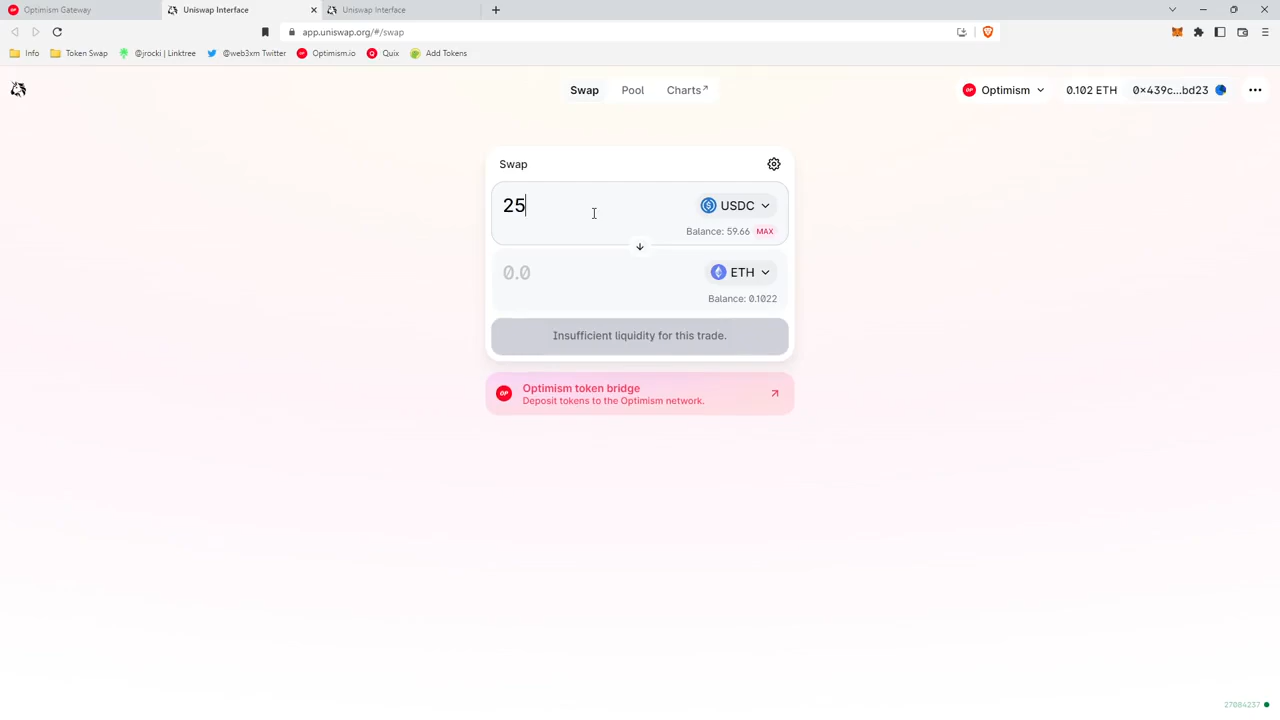 Optimism Gateway
Uniswap Interface
Uniswap Interface
app.uniswap.org/#/swap
Info
Token Swap
@jrocki | Linktree
@web3xm Twitter
Optimism.io
Quix
Add Tokens
Swap
Pool
Charts↗
OP
Optimism
0.102 ETH
0x439c...bd23
Swap
25
USDC
Balance: 59.66
MAX
0.0
ETH
Balance: 0.1022
Insufficient liquidity for this trade.
OP
Optimism token bridge
Deposit tokens to the Optimism network.
27084237